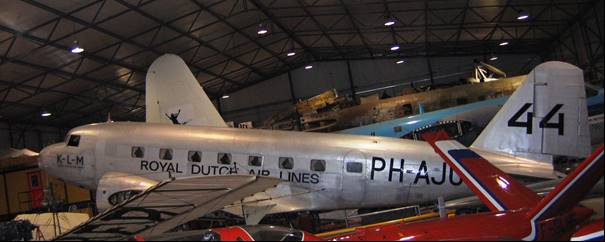 K-L-M
ROYAL DUTCH AIR LINES
PH-AJU
44